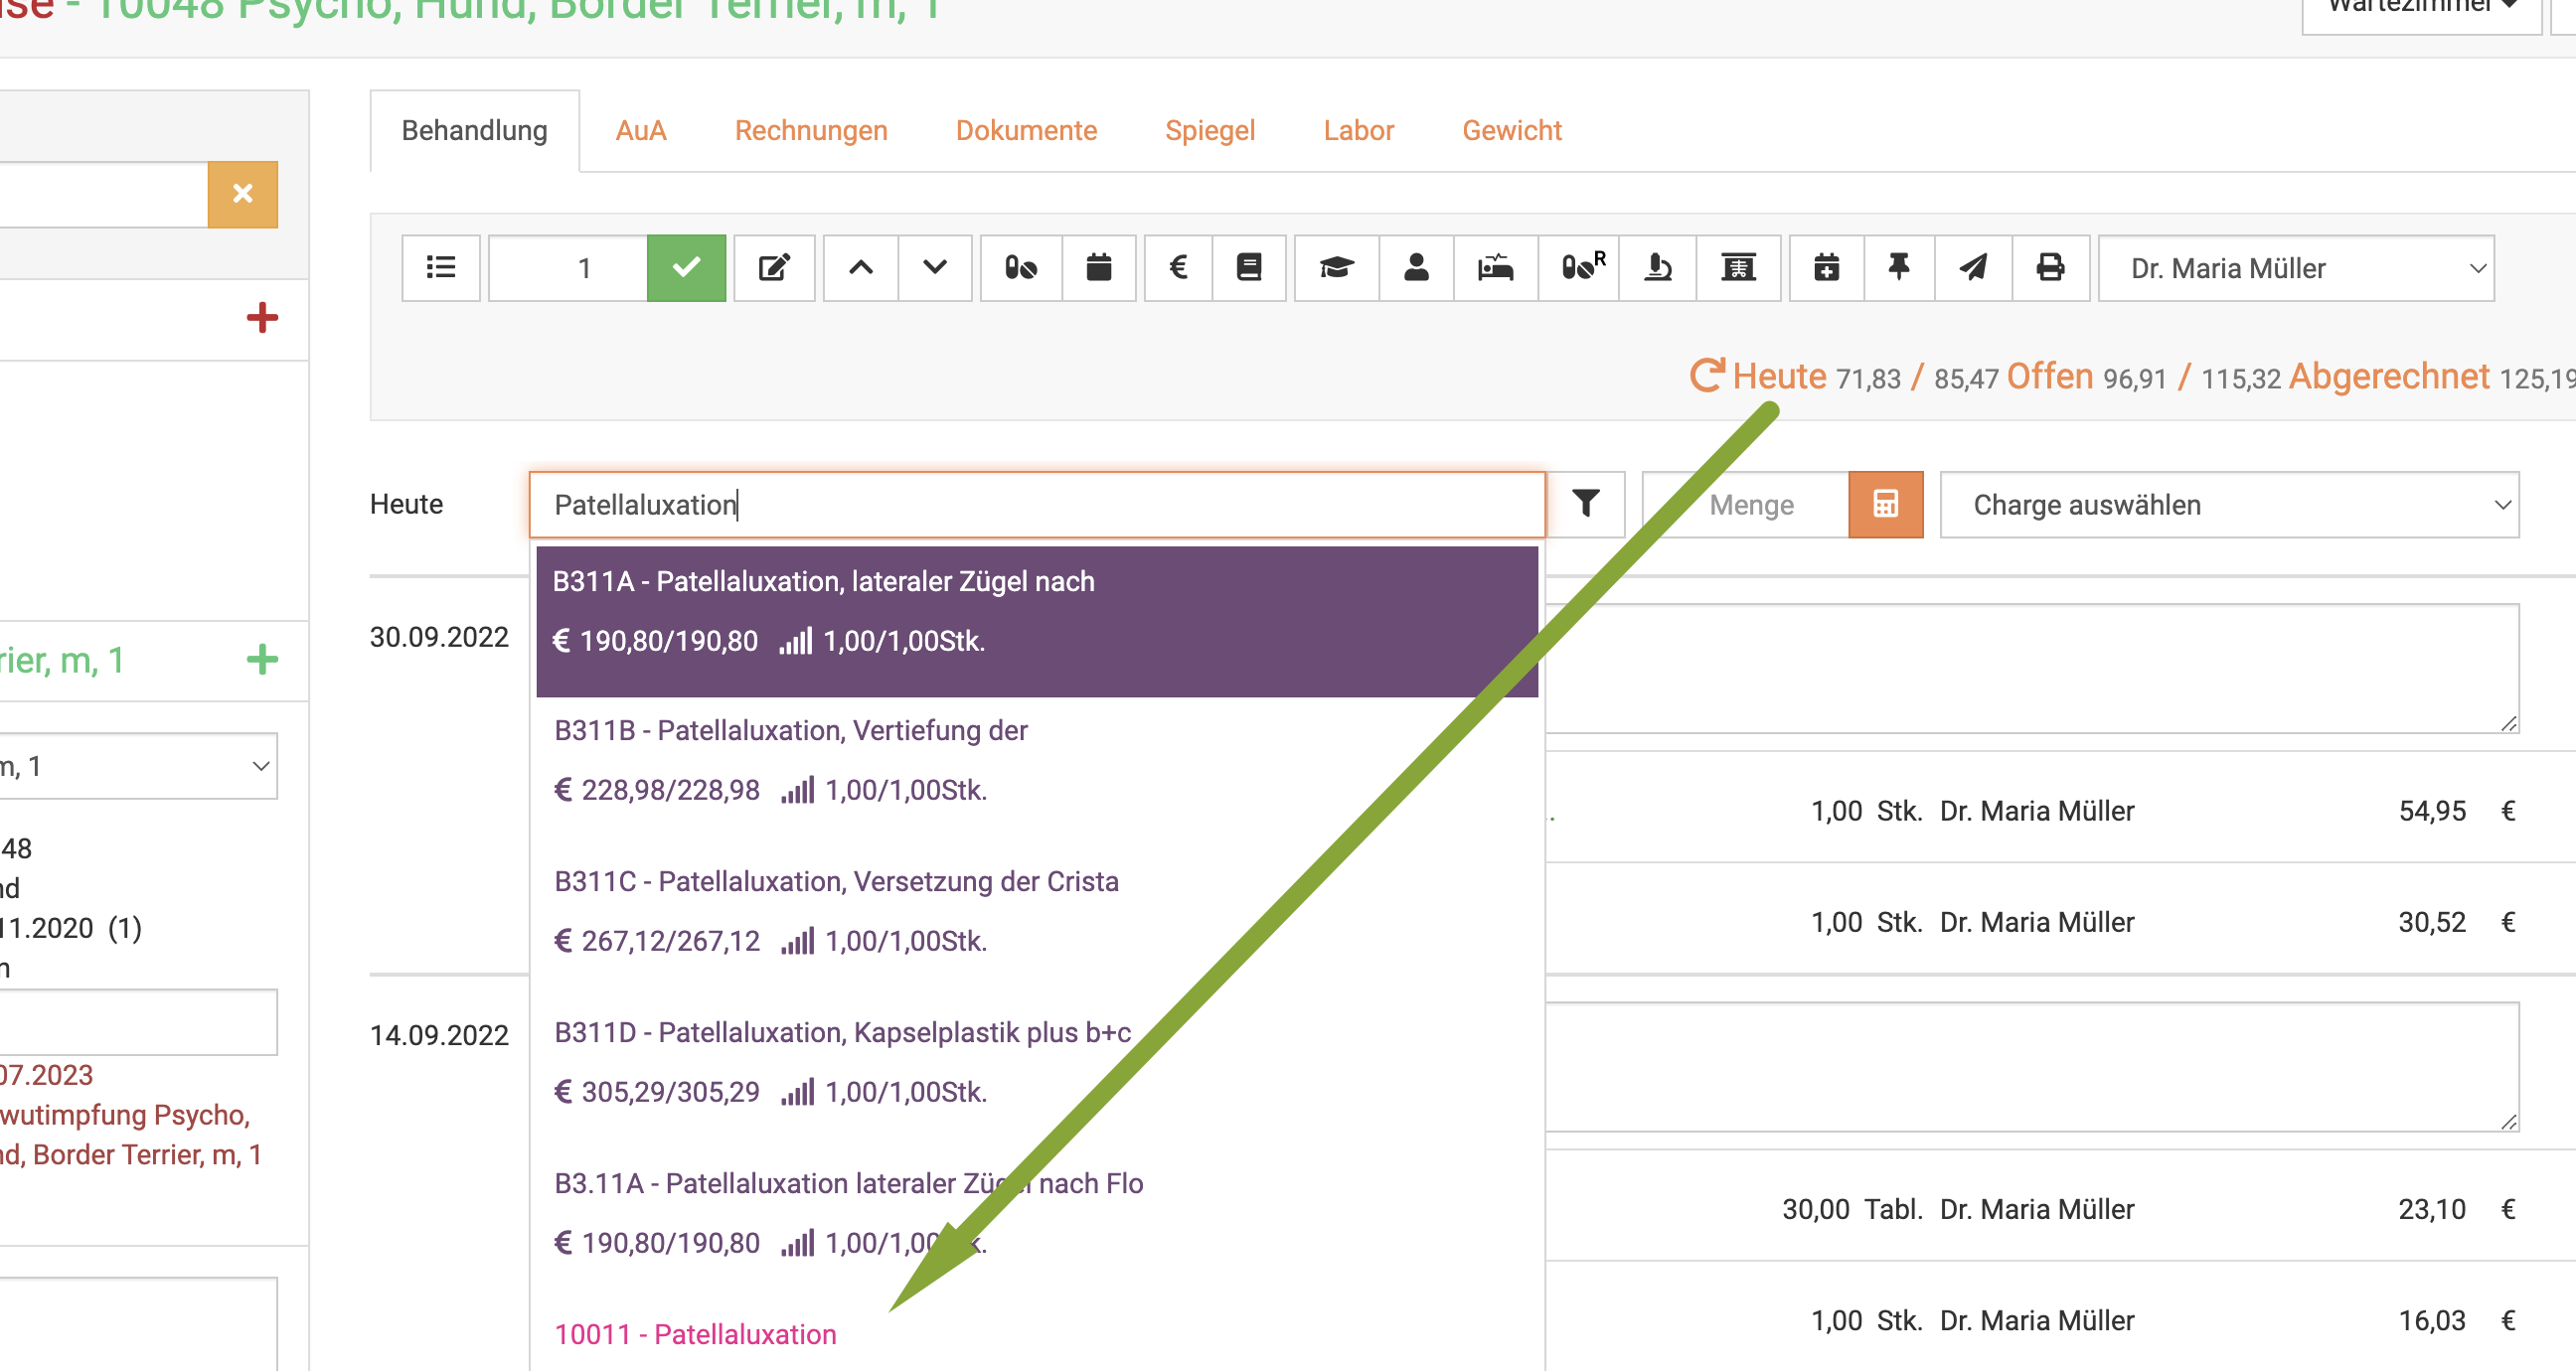 10048 Psycho, Hund, Border Terrier, m, 1
Wartezimmer
Behandlung AuA Rechnungen Dokumente Spiegel Labor Gewicht
1 € R Dr. Maria Müller
Heute 71,83 / 85,47 Offen 96,91 / 115,32 Abgerechnet 125,19
Heute Patellaluxation Menge Charge auswählen
B311A - Patellaluxation, lateraler Zügel nach
€ 190,80/190,80 1,00/1,00Stk.
30.09.2022
rier, m, 1
B311B - Patellaluxation, Vertiefung der
m, 1
€ 228,98/228,98 1,00/1,00Stk.
1,00 Stk. Dr. Maria Müller 54,95 €
48
nd
B311C - Patellaluxation, Versetzung der Crista
11.2020 (1)
€ 267,12/267,12 1,00/1,00Stk.
1,00 Stk. Dr. Maria Müller 30,52 €
n
14.09.2022
B311D - Patellaluxation, Kapselplastik plus b+c
07.2023
€ 305,29/305,29 1,00/1,00Stk.
wutimpfung Psycho,
nd, Border Terrier, m, 1
B3.11A - Patellaluxation lateraler Zügel nach Flo
30,00 Tabl. Dr. Maria Müller 23,10 €
€ 190,80/190,80 1,00/1,00Stk.
10011 - Patellaluxation
1,00 Stk. Dr. Maria Müller 16,03 €